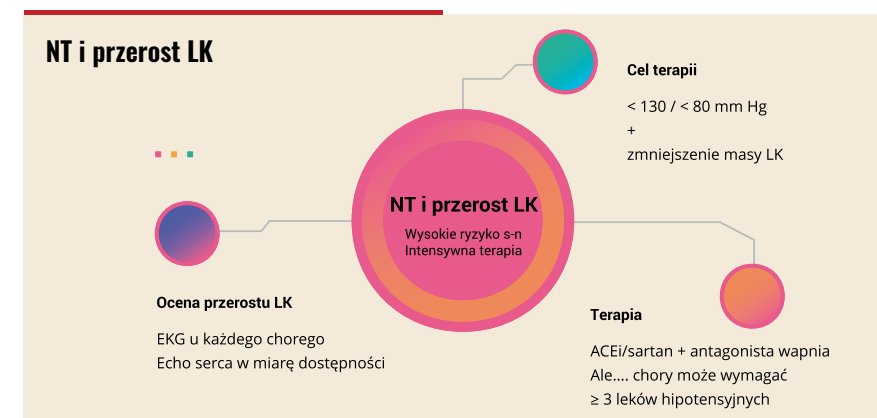 NT i przerost LK
Cel terapii
< 130 / < 80 mm Hg
+
zmniejszenie masy LK
NT i przerost LK
Wysokie ryzyko s-n
Intensywna terapia
Ocena przerostu LK
EKG u każdego chorego
Echo serca w miarę dostępności
Terapia
ACEi/sartan + antagonista wapnia
Ale.... chory może wymagać
≥ 3 leków hipotensyjnych